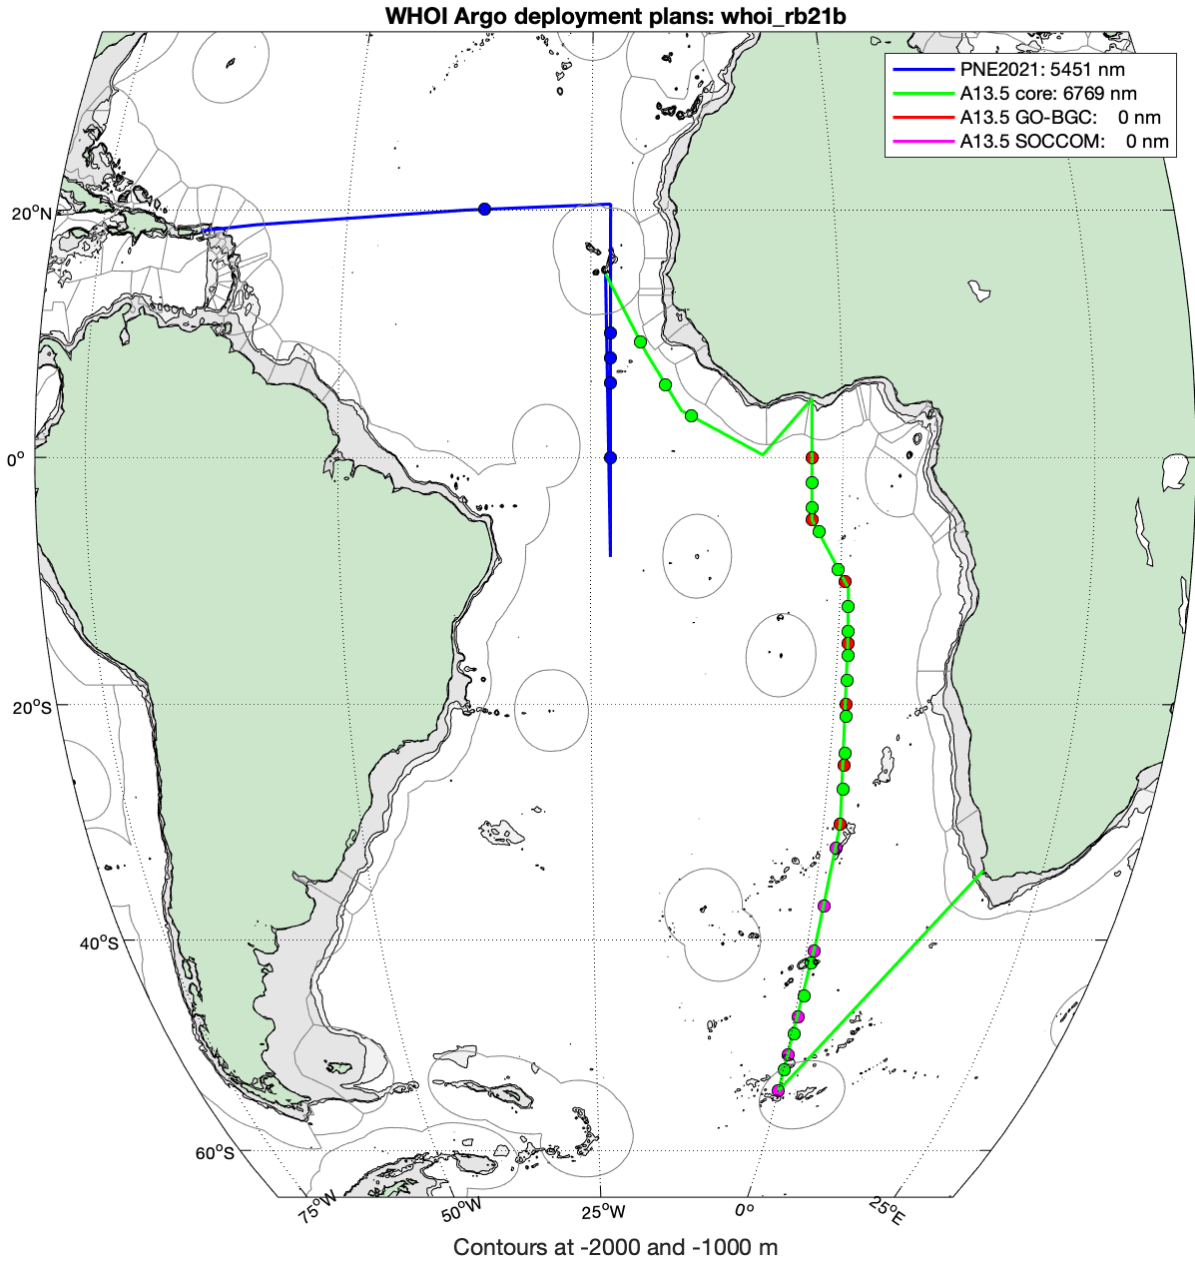 WHOI Argo deployment plans: whoi_rb21b
PNE2021: 5451 nm
A13.5 core: 6769 nm
A13.5 GO-BGC: 0 nm
A13.5 SOCCOM: 0 nm
20°N
0°
20°S
40°S
60°S
75°W
50°W
25°W
0°
25°E
Contours at -2000 and -1000 m